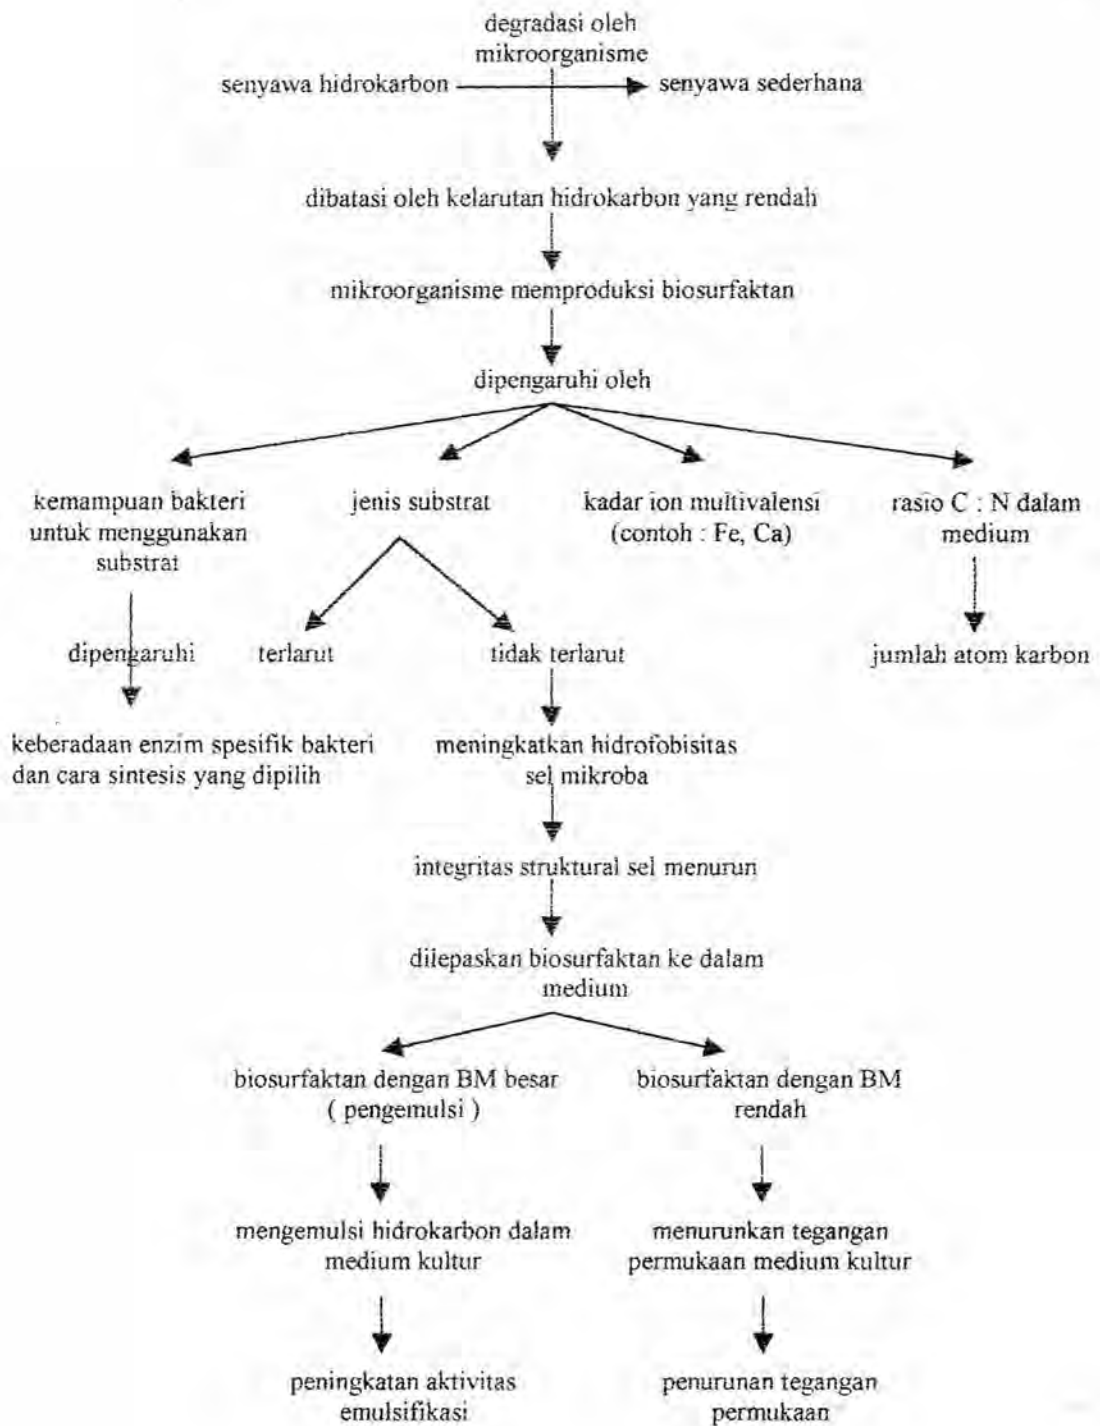 degradasi oleh
mikroorganisme
senyawa hidrokarbon
senyawa sederhana
dibatasi oleh kelarutan hidrokarbon yang rendah
mikroorganisme memproduksi biosurfaktan
dipengaruhi oleh
kemampuan bakteri
untuk menggunakan
substrat
jenis substrat
kadar ion multivalensi
(contoh : Fe, Ca)
rasio C : N dalam
medium
dipengaruhi
terlarut
tidak terlarut
jumlah atom karbon
keberadaan enzim spesifik bakteri
dan cara sintesis yang dipilih
meningkatkan hidrofobisitas
sel mikroba
integritas struktural sel menurun
dilepaskan biosurfaktan ke dalam
medium
biosurfaktan dengan BM besar
( pengemulsi )
biosurfaktan dengan BM
rendah
mengemulsi hidrokarbon dalam
medium kultur
menurunkan tegangan
permukaan medium kultur
peningkatan aktivitas
emulsifikasi
penurunan tegangan
permukaan